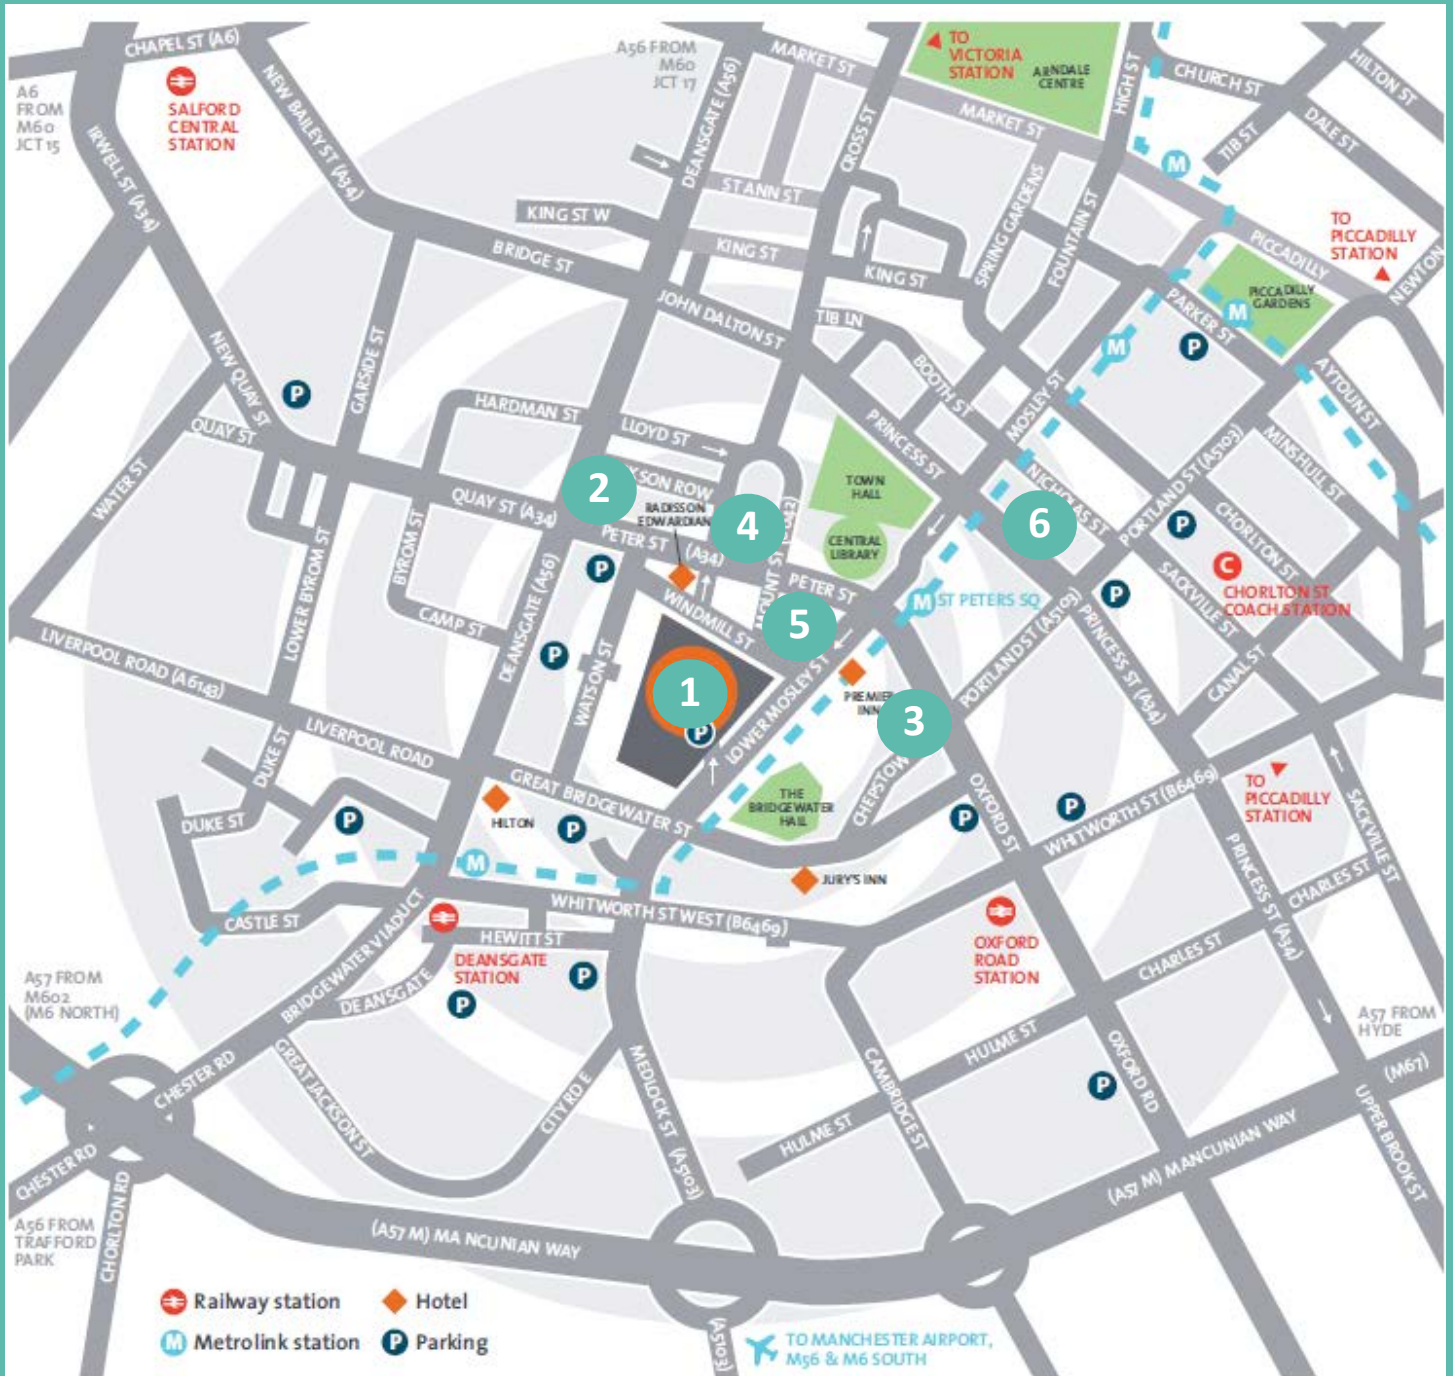 CHAPEL ST (A6)
A6
FROM
M60
JCT 15
SALFORD
CENTRAL
STATION
IRWELL ST (A34)
NEW BAILEY ST (A34)
A56 FROM
M60
JCT 17
DEANSGATE (A56)
MARKET ST
CROSS ST
TO
VICTORIA
STATION
ARNDALE
CENTRE
MARKET ST
HIGH ST
CHURCH ST
HILTON ST
DALE ST
TIB ST
M
ST ANN ST
KING ST W
KING ST
KING ST
SPRING GARDENS
FOUNTAIN ST
BRIDGE ST
JOHN DALTON ST
TIB LN
BOOTH ST
PICCADILLY
TO
PICCADILLY
STATION
NEWTON
PICCADILLY
GARDENS
M
PARKER ST
P
M
AYTOUN ST
MOSLEY ST
PRINCESS ST
NEW QUAY ST
GARSIDE ST
P
QUAY ST
WATER ST
HARDMAN ST
LLOYD ST
SON ROW
QUAY ST (A34)
2
RADISSON
EDWARDIAN
4
PETER ST
(A34)
TOWN
HALL
CENTRAL
LIBRARY
6
NICHOLAS ST
PORTLAND ST (A5103)
MINSHULL ST
CHORLTON ST
P
C
CHORLTON ST
COACH STATION
SACKVILLE ST
P
BYROM ST
LOWER BYROM ST
CAMP ST
DEANSGATE (A56)
P
P
WINDMILL ST
MOUNT ST
PETER ST
5
M
ST PETERS SQ
PORTLAND ST (A5103)
PRINCESS ST (A34)
CANAL ST
LIVERPOOL ROAD (A6143)
WATSON ST
1
P
LOWER MOSLEY ST
PREMIER
INN
3
CHEPSTOW
OXFORD ST
LIVERPOOL ROAD
DUKE ST
DUKE ST
P
GREAT BRIDGEWATER ST
HILTON
P
THE
BRIDGEWATER
HALL
P
P
WHITWORTH ST (B6469)
TO
PICCADILLY
STATION
SACKVILLE ST
PRINCESS ST (A34)
CHARLES ST
JURY'S INN
M
CASTLE ST
WHITWORTH ST WEST (B6469)
HEWITT ST
DEANSGATE
STATION
BRIDGEWATER VIADUCT
DEANSGATE
P
P
OXFORD
ROAD
STATION
CHARLES ST
A57 FROM
M602
(M6 NORTH)
A57 FROM
HYDE
(M67)
CHESTER RD
GREAT JACKSON ST
CITY RD E
MEDLOCK ST (A5103)
CAMBRIDGE ST
HULME ST
HULME ST
OXFORD RD
P
UPPER BROOK ST
CHESTER RD
A56 FROM
TRAFFORD
PARK
CHORLTON RD
(A57 M) MANCUNIAN WAY
(A57 M) MANCUNIAN WAY
(A5103)
Railway station
Hotel
M Metrolink station
P Parking
TO MANCHESTER AIRPORT,
M56 & M6 SOUTH